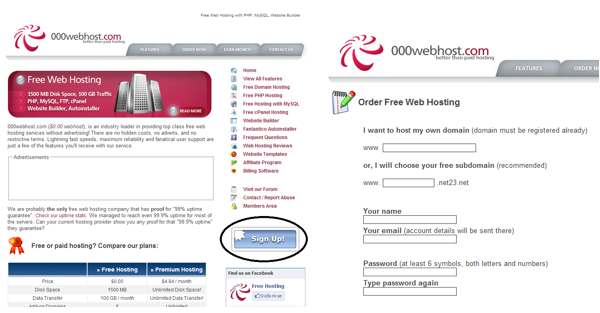 Free Web Hosting with PHP, MySQL, Website Builder
000webhost.com
better than paid hosting
FEATURES
ORDER NOW
EARN MONEY
CONTACT US
Free Web Hosting
1500 MB Disk Space, 100 GB Traffic
PHP, MySQL, FTP, cPanel
Website Builder, Autoinstaller
READ MORE
000webhost.com ($0.00 webhost), is an industry leader in providing top class free web
hosting services without advertising! There are no hidden costs, no adverts, and no
restrictive terms. Lightning fast speeds, maximum reliability and fanatical user support are
just a few of the features you'll receive with our service.
Advertisements
We are probably the only free web hosting company that has proof for "99% uptime
guarantee". Check our uptime stats. We managed to reach even 99.9% uptime for most of
the servers. Can your current hosting provider show you any proof for that "99.9% uptime"
they guarantee?
Free or paid hosting? Compare our plans:
» Free Hosting » Premium Hosting
Price $0.00 $4.84 / month
Disk Space 1500 MB Unlimited Disk Space!
Data Transfer 100 GB / month Unlimited Data Transfer!
Add-on Domains 5 Unlimited
Home
View All Features
Free Domain Hosting
Free PHP Hosting
Free Hosting with MySQL
Free cPanel Hosting
Website Builder
Fantastico Autoinstaller
Frequent Questions
Web Hosting Reviews
Website Templates
Affiliate Program
Billing Software
Visit our Forum
Contact / Report Abuse
Members Area
Sign Up!
Find us on Facebook
Free Hosting
Sviđa mi se
000webhost.com
better than paid hosting
FEATURES
ORDER N
Order Free Web Hosting
I want to host my own domain (domain must be registered already)
www.
or, I will choose your free subdomain (recommended)
www. .net23.net
Your name
Your email (account details will be sent there)
Password (at least 6 symbols, both letters and numbers)
Type password again